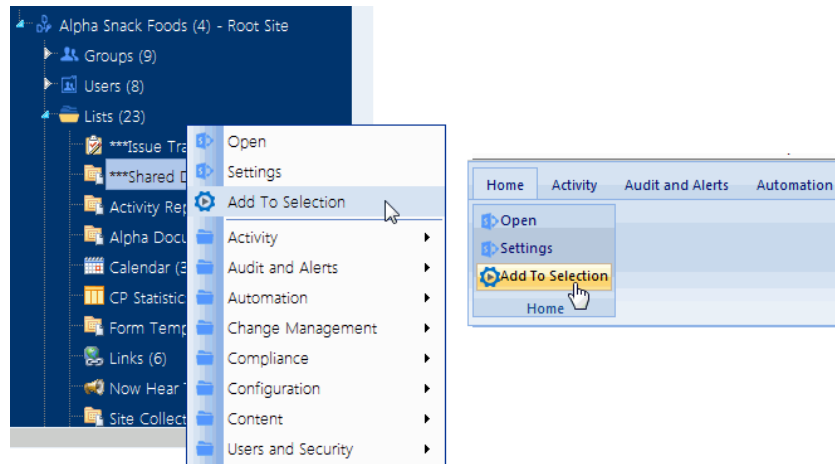 Alpha Snack Foods (4) - Root Site
Groups (9)
Users (8)
Lists (23)
***Issue Tra
***Shared D
Activity Rep
Alpha Docu
Calendar (3
CP Statistic
Form Temp
Links (6)
Now Hear
Site Collect
Open
Settings
Add To Selection
Activity
Audit and Alerts
Automation
Change Management
Compliance
Configuration
Content
Users and Security
Home Activity Audit and Alerts Automation
Open
Settings
Add To Selection
Home